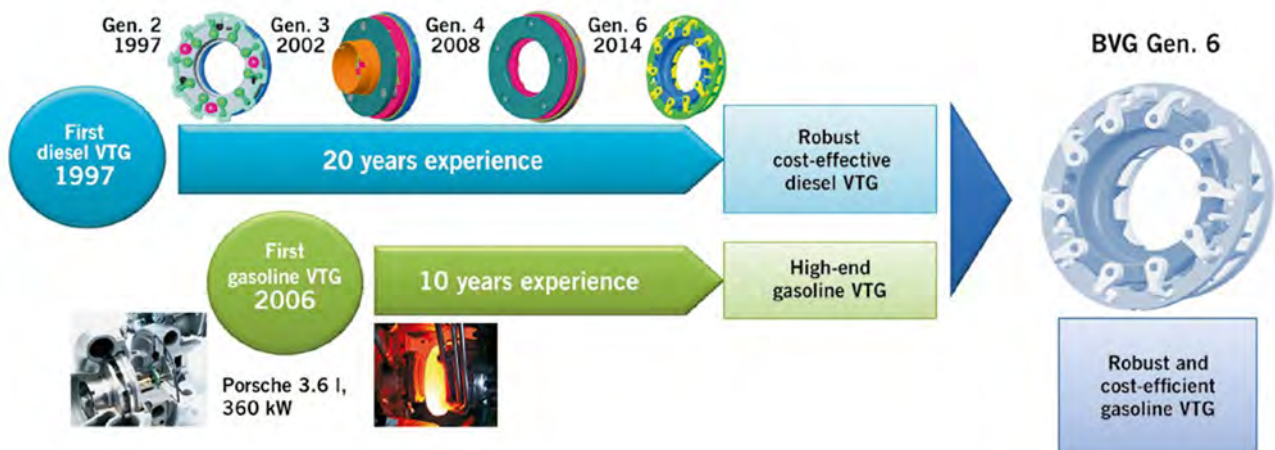 Gen. 2
1997
Gen. 3
2002
Gen. 4
2008
Gen. 6
2014
BVG Gen. 6
First
diesel VTG
1997
20 years experience
Robust
cost-effective
diesel VTG
First
gasoline VTG
2006
10 years experience
High-end
gasoline VTG
Porsche 3.6 l,
360 kW
Robust and
cost-efficient
gasoline VTG